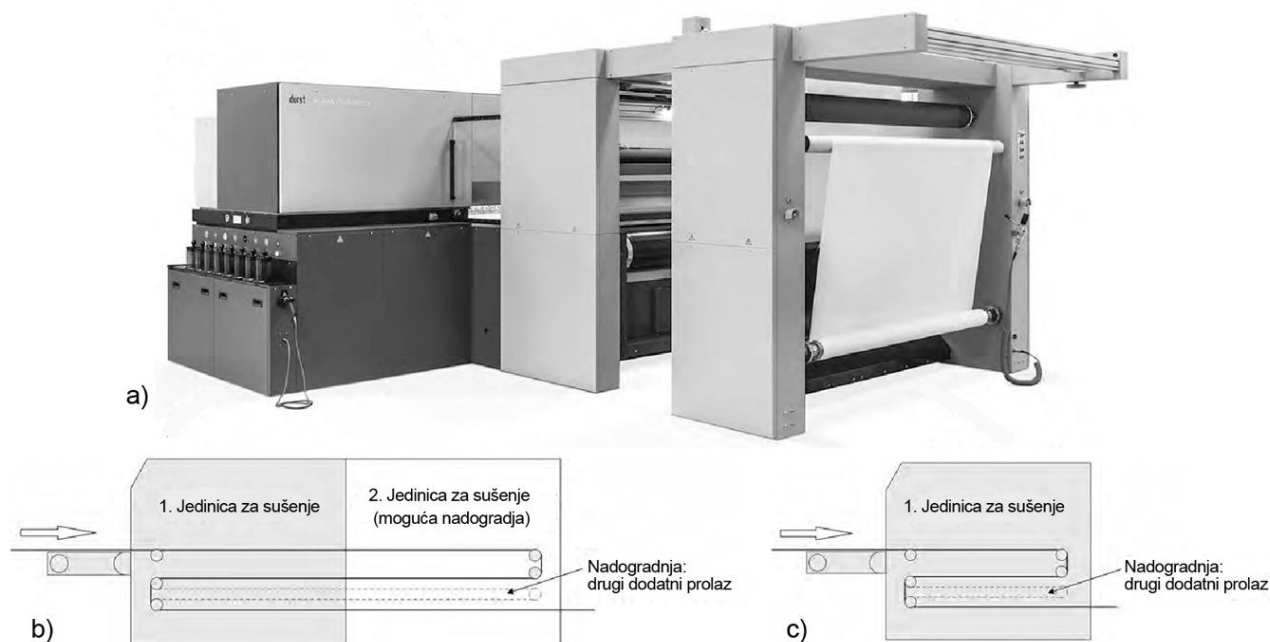 durst
a)
1. Jedinica za sušenje
2. Jedinica za sušenje
(moguća nadogradja)
Nadogradnja:
drugi dodatni prolaz
b)
1. Jedinica za sušenje
Nadogradnja:
drugi dodatni prolaz
c)